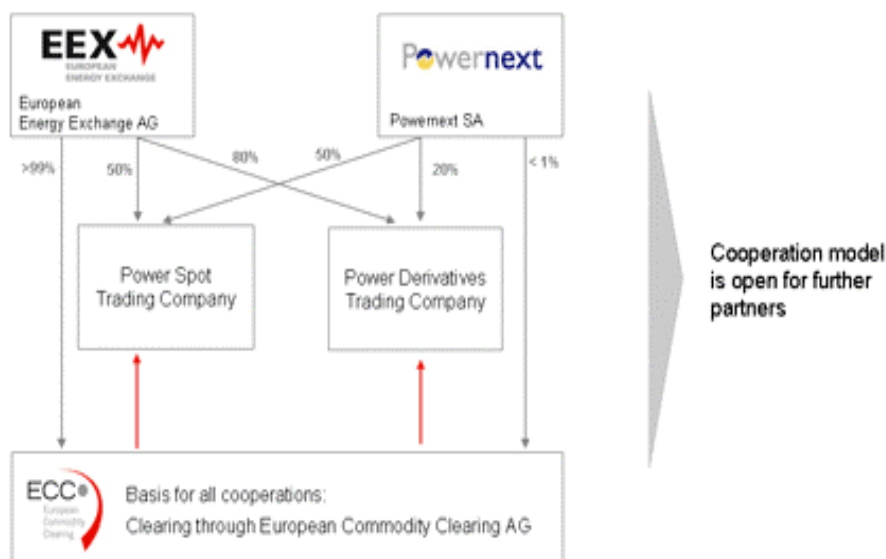 EEX
EUROPEAN
ENERGY EXCHANGE
European
Energy Exchange AG
Powernext
Powernext SA
>99%
50%
80%
50%
20%
< 1%
Power Spot
Trading Company
Power Derivatives
Trading Company
Cooperation model
is open for further
partners
ECC
European
Commodity
Clearing
Basis for all cooperations:
Clearing through European Commodity Clearing AG